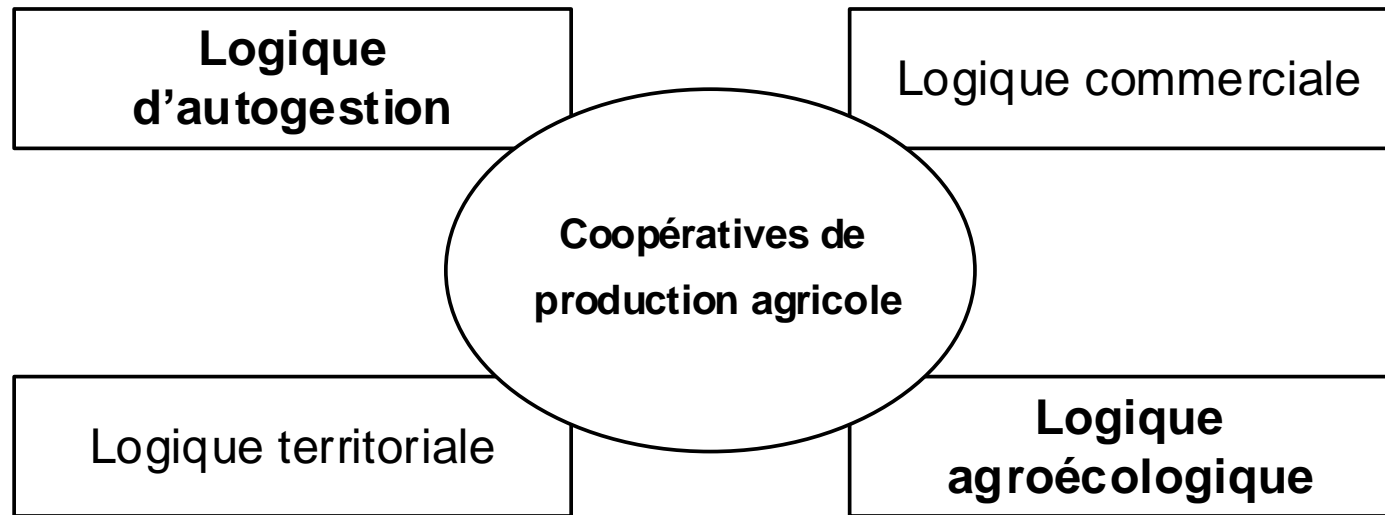 Logique
d’autogestion
Logique commerciale
Coopératives de
production agricole
Logique territoriale
Logique
agroécologique